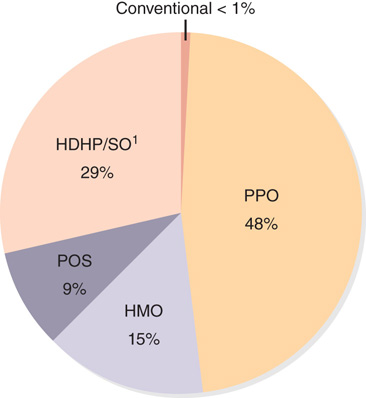 Conventional < 1%
HDHP/SO¹
29%
PPO
48%
POS
9%
HMO
15%